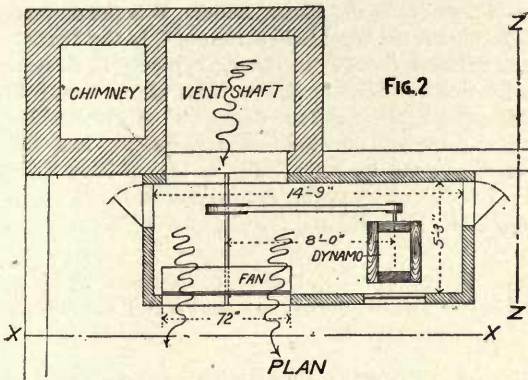 CHIMNEY
VENT SHAFT
FIG.2
Z
14'-9"
5'-3"
8'-0"
DYNAMO
FAN
72"
X
X
Z
PLAN